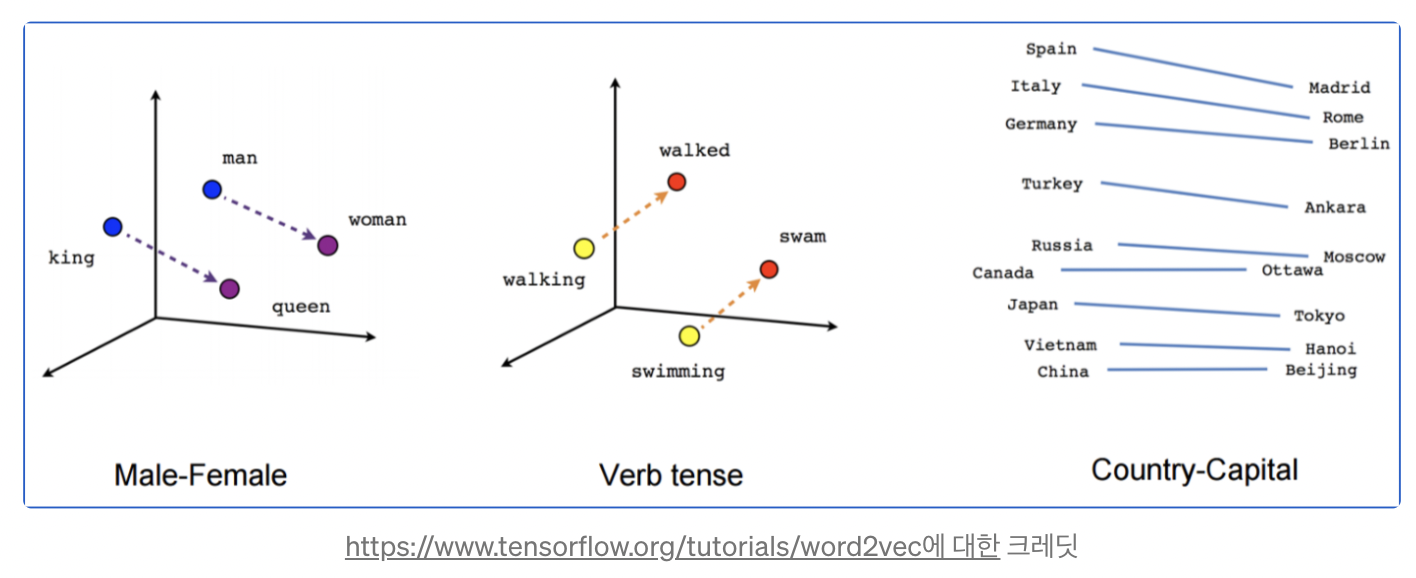 man
woman
king
queen
Male-Female
walked
swam
walking
swimming
Verb tense
Spain
Madrid
Italy
Rome
Germany
Berlin
Turkey
Ankara
Russia
Moscow
Canada
Ottawa
Japan
Tokyo
Vietnam
Hanoi
China
Beijing
Country-Capital
https://www.tensorflow.org/tutorials/word2vec에 대한 크레딧